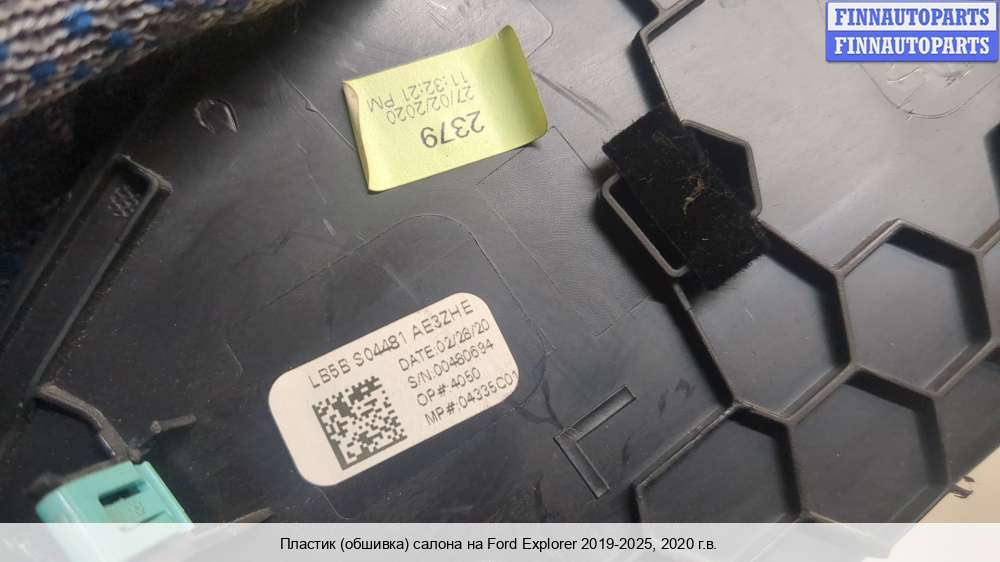 FINNAUTOPARTS
FINNAUTOPARTS
2379
27/02/2020
11:32:21 PM
LB5B S04481 AE3ZHE
DATE:02/28/20
S/N:00480694
OP#:4050
MP#:04335C01
Пластик (обшивка) салона на Ford Explorer 2019-2025, 2020 г.в.